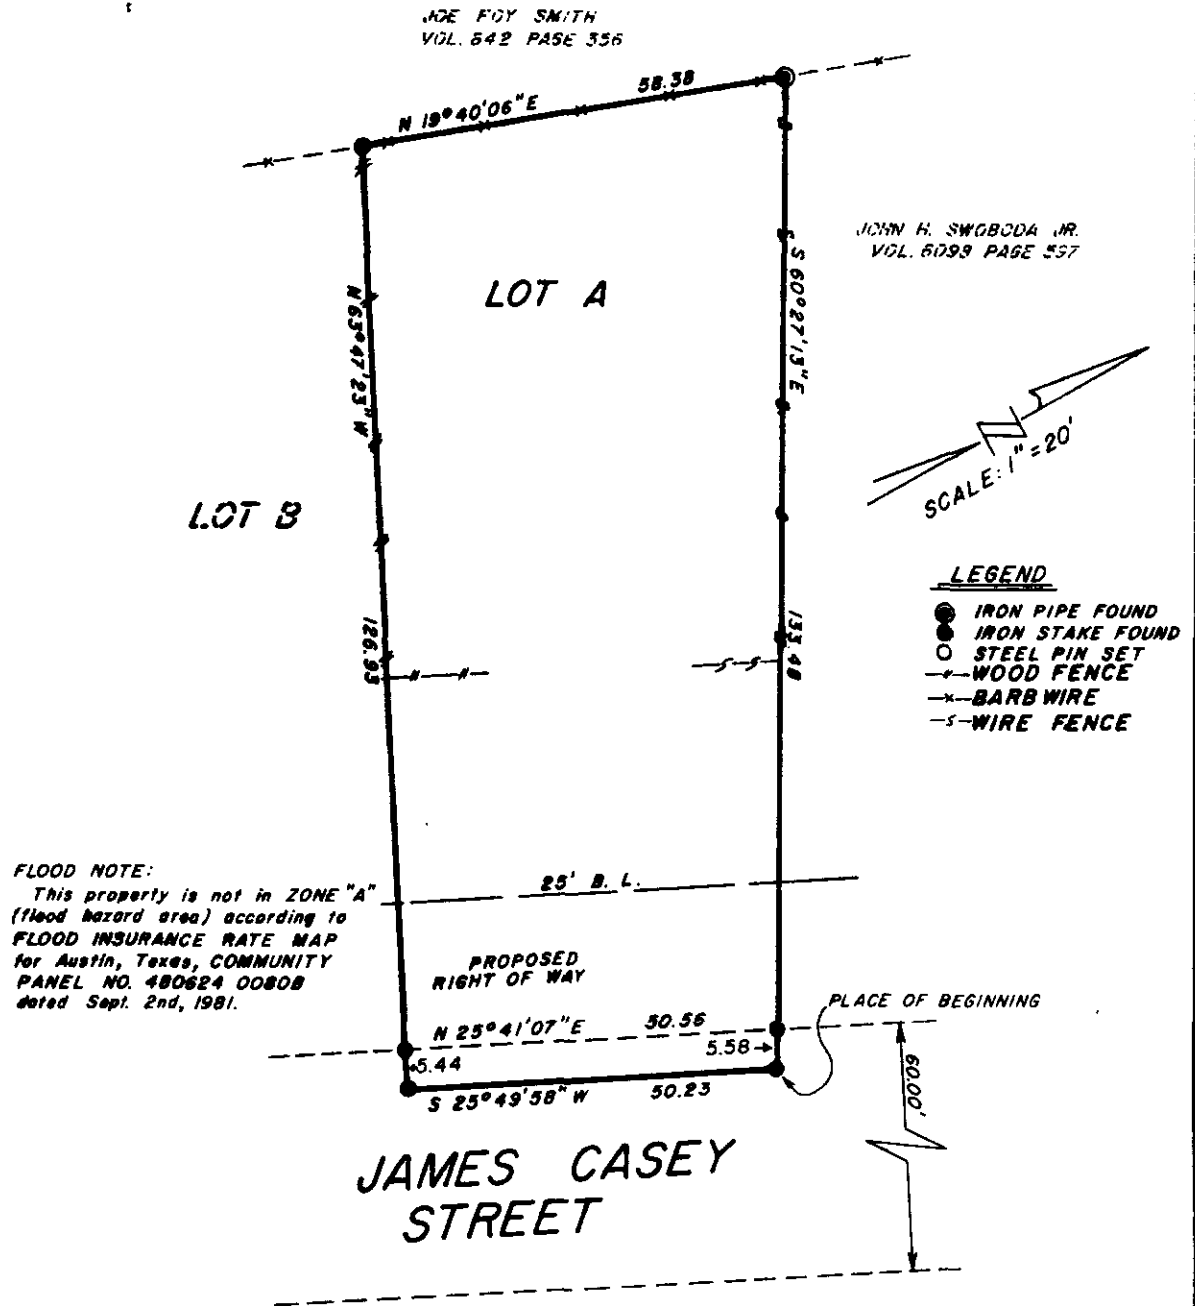 JOE FOY SMITH
VOL. 642 PAGE 356
N 19°40'06"E 58.38
JOHN H. SWOBODA JR.
VOL. 6099 PAGE 597
S 60°27'13"E
LOT A
N 63°47'23" W
SCALE: 1" = 20'
LOT B
LEGEND
IRON PIPE FOUND
IRON STAKE FOUND
STEEL PIN SET
WOOD FENCE
BARB WIRE
WIRE FENCE
126.93
133.48
25' B. L.
FLOOD NOTE:
This property is not in ZONE "A"
(flood hazard area) according to
FLOOD INSURANCE RATE MAP
for Austin, Texas, COMMUNITY
PANEL NO. 480624 0080B
dated Sept. 2nd, 1981.
PROPOSED
RIGHT OF WAY
PLACE OF BEGINNING
N 25°41'07"E 50.56
5.44
5.58
S 25°49'58" W 50.23
60.00'
JAMES CASEY
STREET